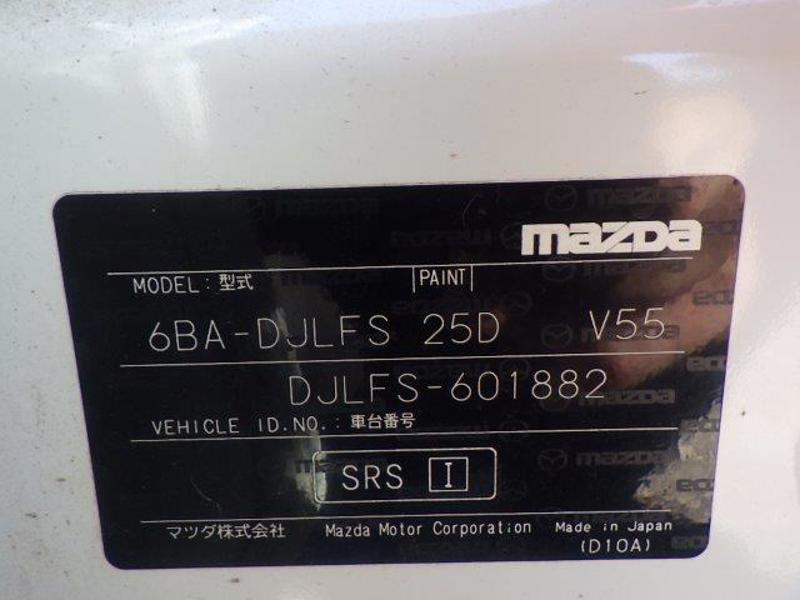 mazda
MODEL: 型式 PAINT
6BA-DJLFS 25D V55
DJLFS-601882
VEHICLE ID.NO.: 車台番号
SRS I
マツダ株式会社 Mazda Motor Corporation Made in Japan
(D10A)